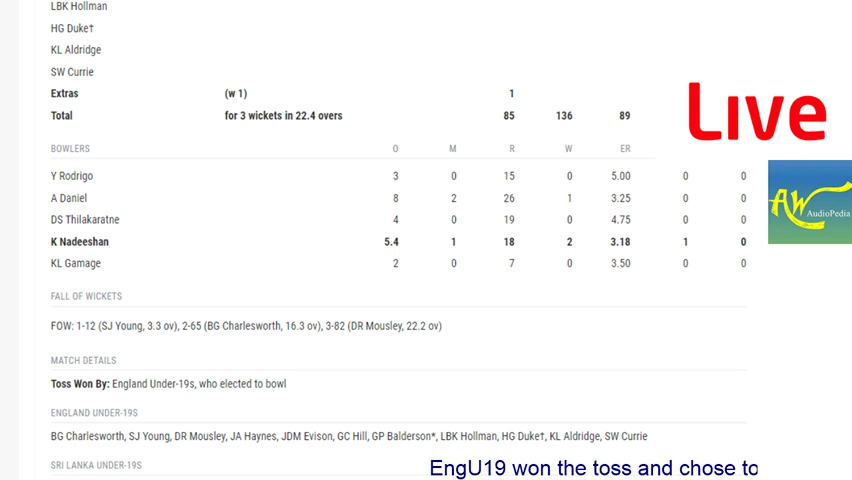 LBK Hollman
HG Duke†
KL Aldridge
SW Currie
Extras (w 1) 1
Total for 3 wickets in 22.4 overs 85 136 89
BOWLERS O M R W ER
Y Rodrigo 3 0 15 0 5.00 0 0
A Daniel 8 2 26 1 3.25 0 0
DS Thilakaratne 4 0 19 0 4.75 0 0
K Nadeeshan 5.4 1 18 2 3.18 1 0
KL Gamage 2 0 7 0 3.50 0 0
FALL OF WICKETS
FOW: 1-12 (SJ Young, 3.3 ov), 2-65 (BG Charlesworth, 16.3 ov), 3-82 (DR Mousley, 22.2 ov)
MATCH DETAILS
Toss Won By: England Under-19s, who elected to bowl
ENGLAND UNDER-19S
BG Charlesworth, SJ Young, DR Mousley, JA Haynes, JDM Evison, GC Hill, GP Balderson*, LBK Hollman, HG Duke†, KL Aldridge, SW Currie
SRI LANKA UNDER-19S
Live
AW
AudioPedia
EngU19 won the toss and chose to